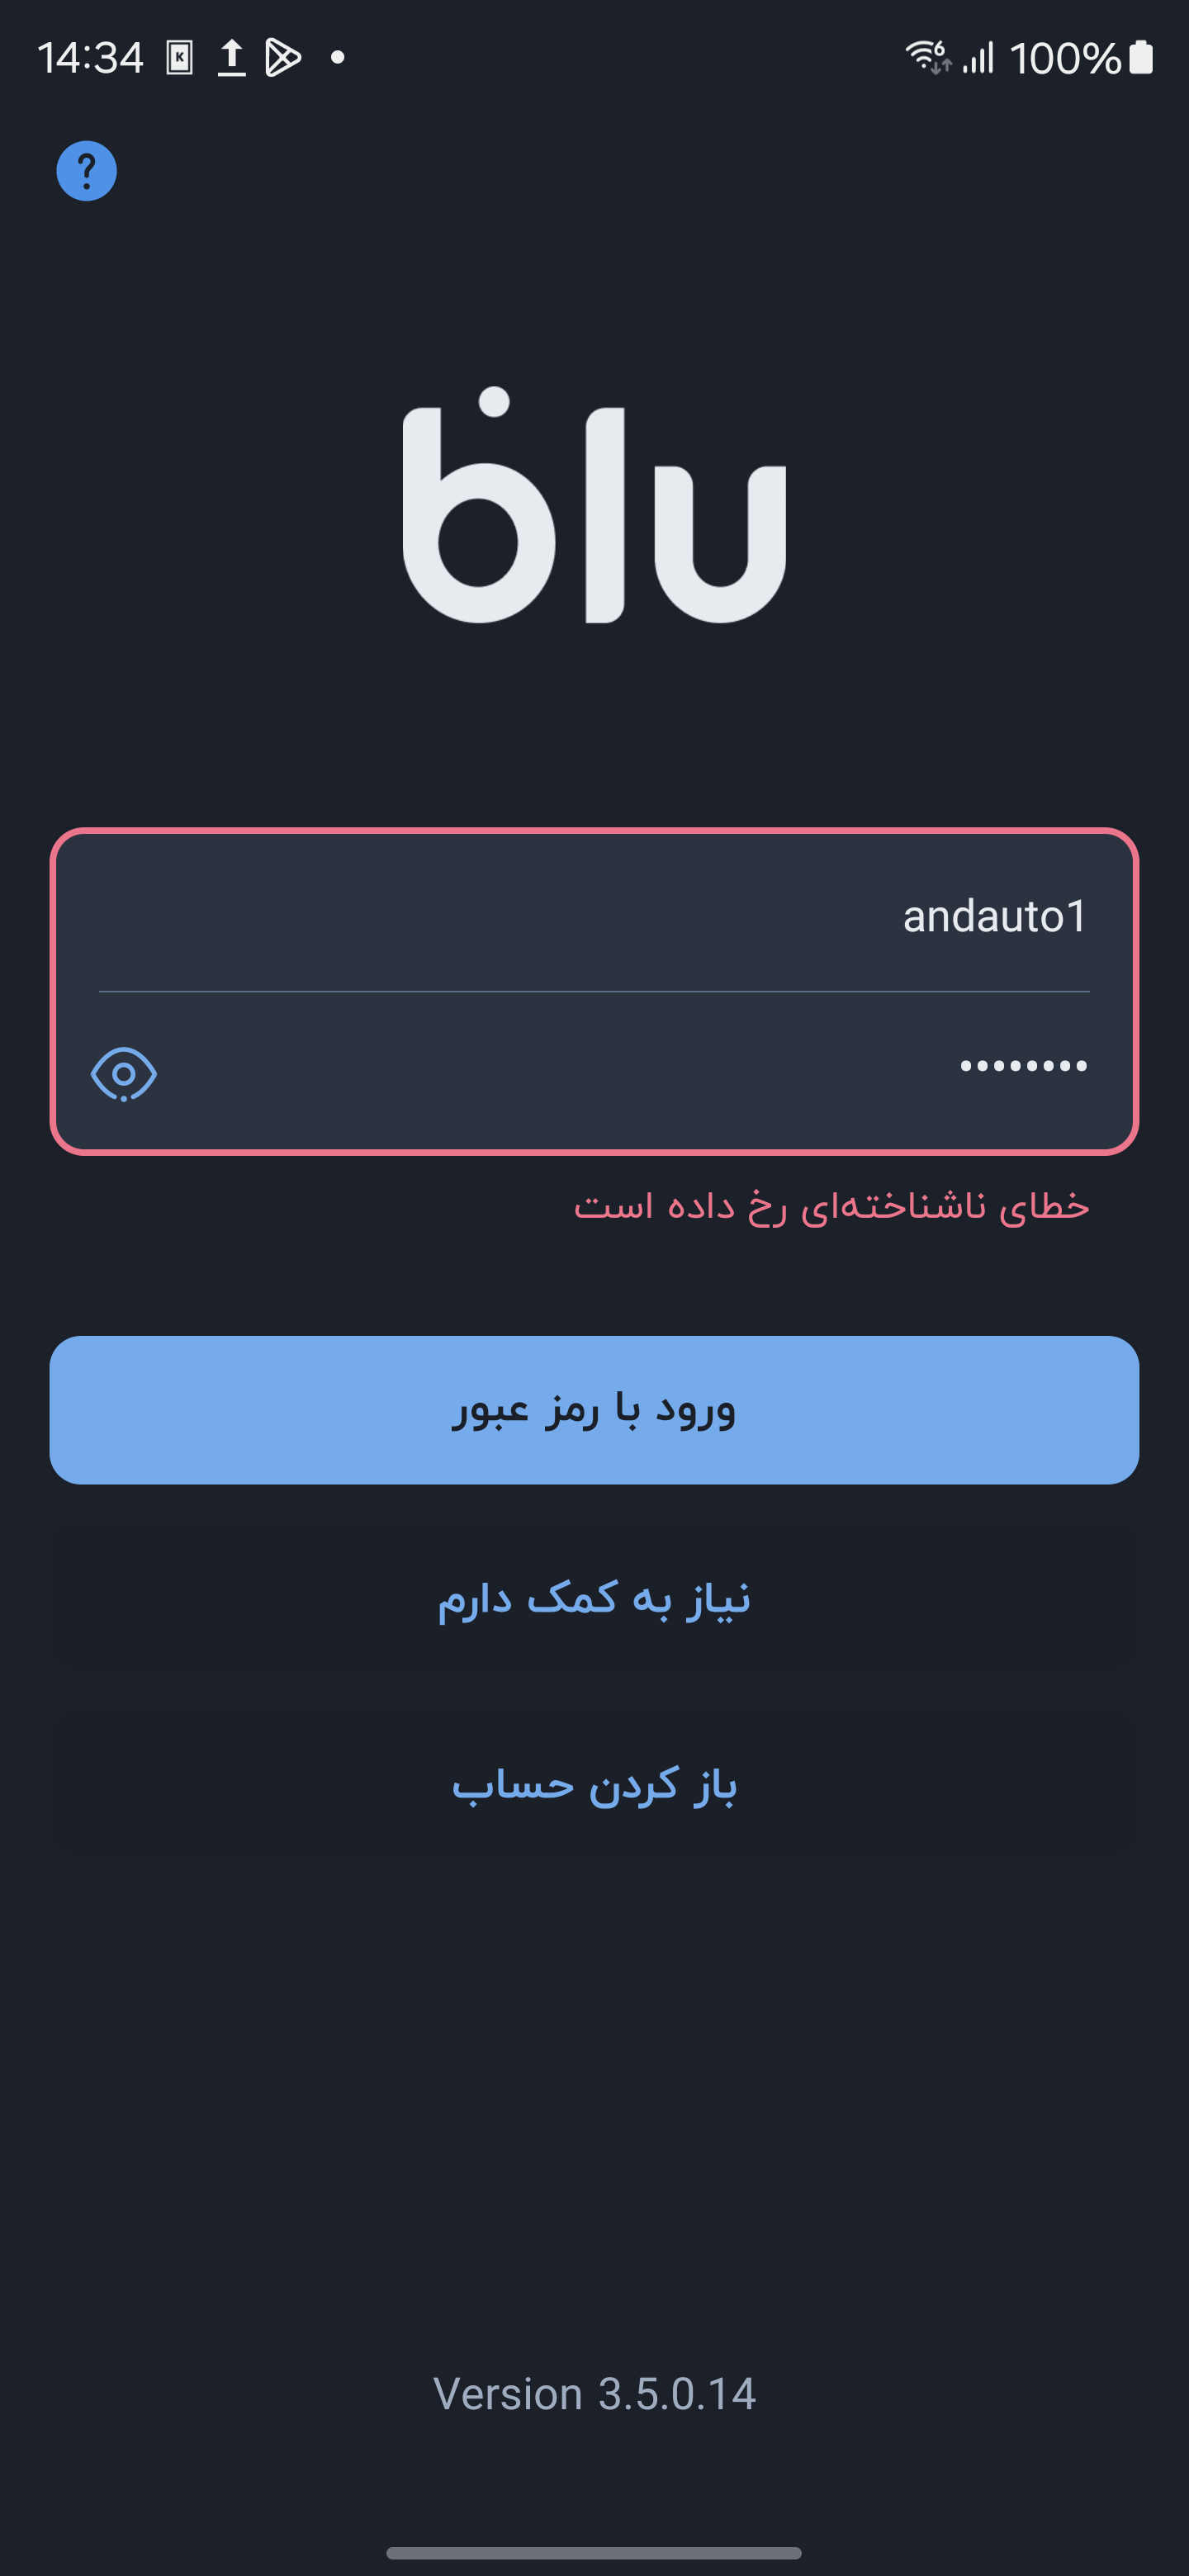 14:34
6 100%
?
blu
andauto1
خطای ناشناخته‌ای رخ داده است
ورود با رمز عبور
نیاز به کمک دارم
باز کردن حساب
Version 3.5.0.14